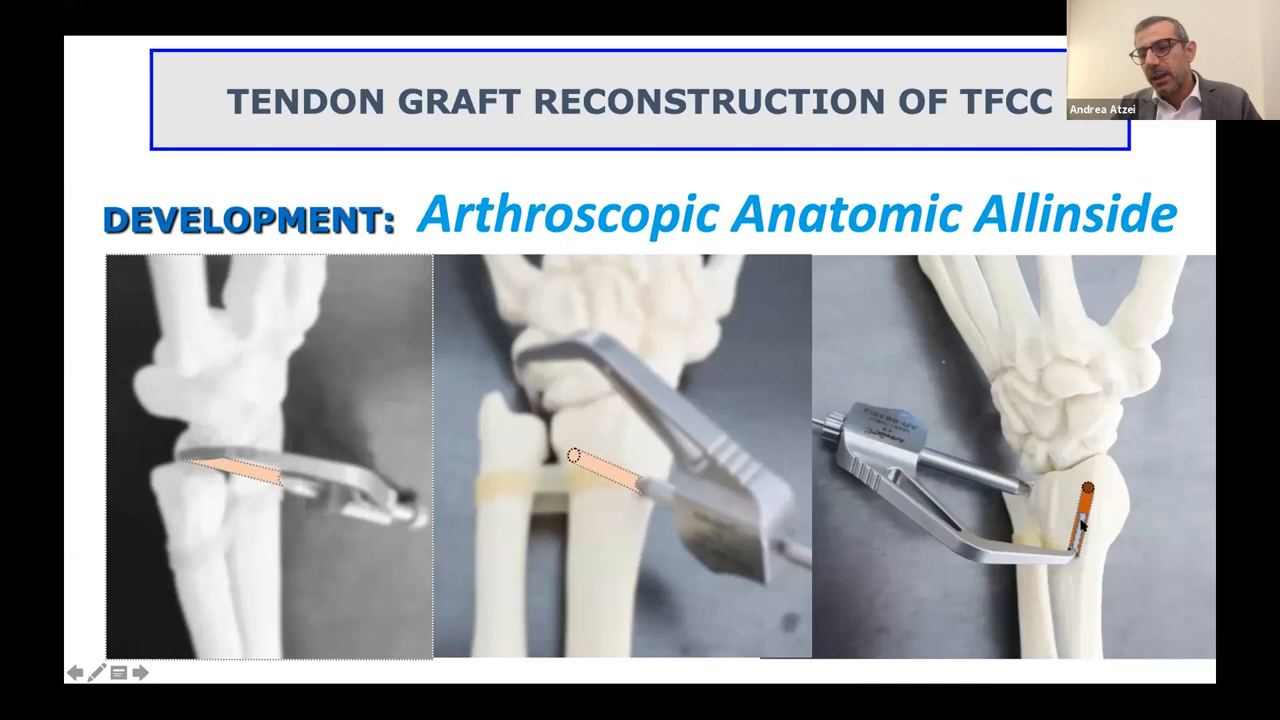 TENDON GRAFT RECONSTRUCTION OF TFCC
Andrea Atzei
DEVELOPMENT: Arthroscopic Anatomic Allinside